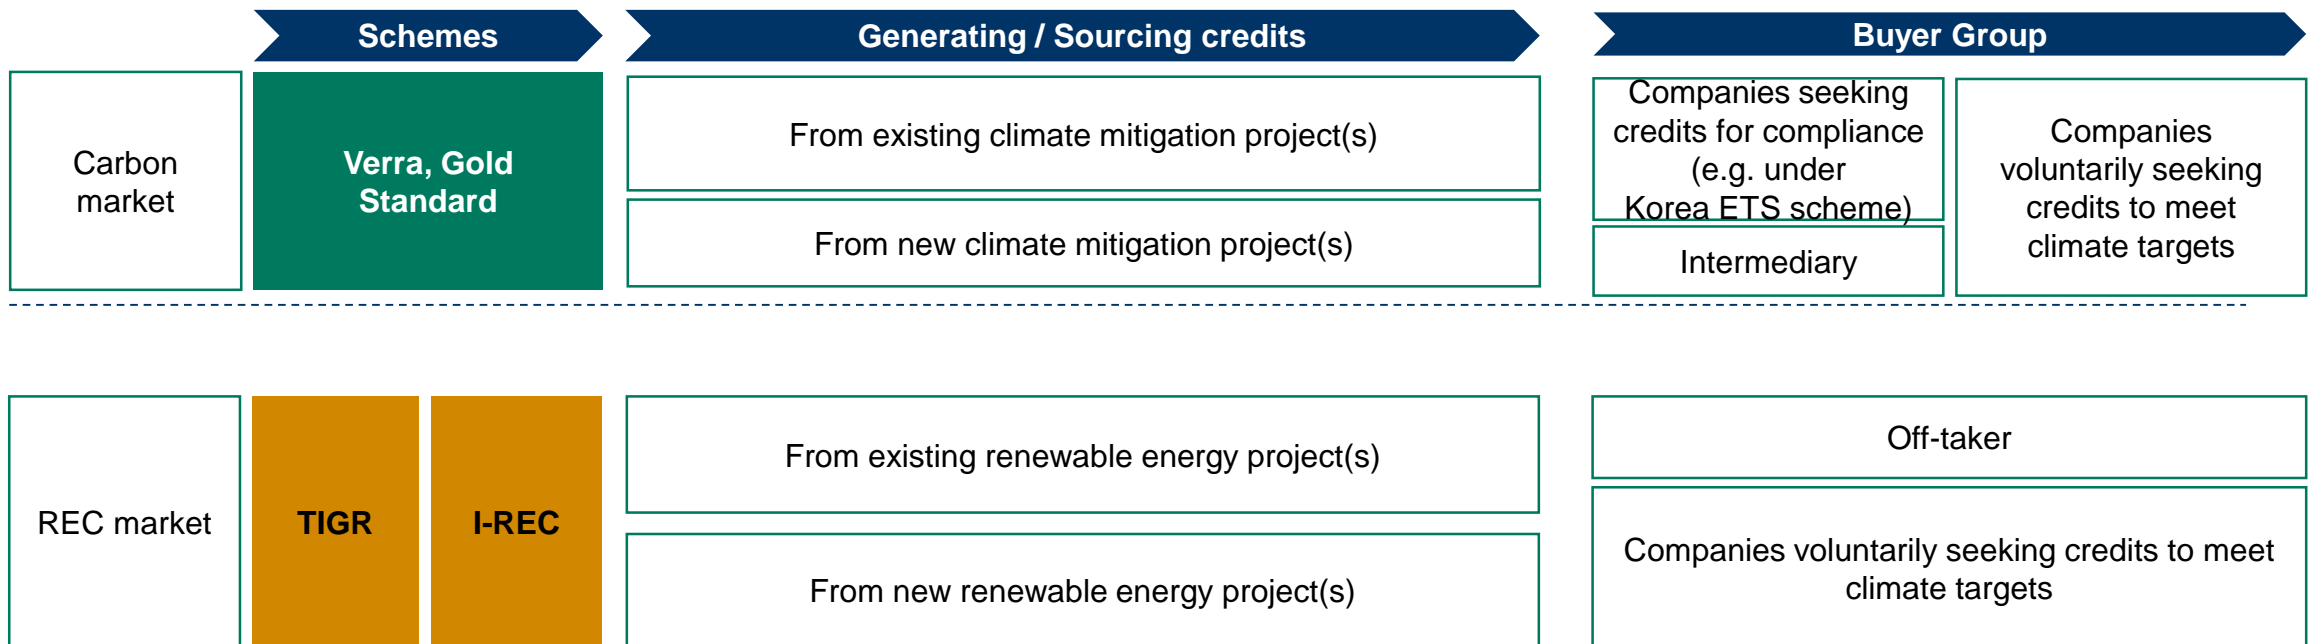 Schemes
Generating / Sourcing credits
Buyer Group
Carbon
market
Verra, Gold
Standard
From existing climate mitigation project(s)
From new climate mitigation project(s)
Companies seeking
credits for compliance
(e.g. under
Korea ETS scheme)
Intermediary
Companies
voluntarily seeking
credits to meet
climate targets
REC market
TIGR
I-REC
From existing renewable energy project(s)
From new renewable energy project(s)
Off-taker
Companies voluntarily seeking credits to meet
climate targets